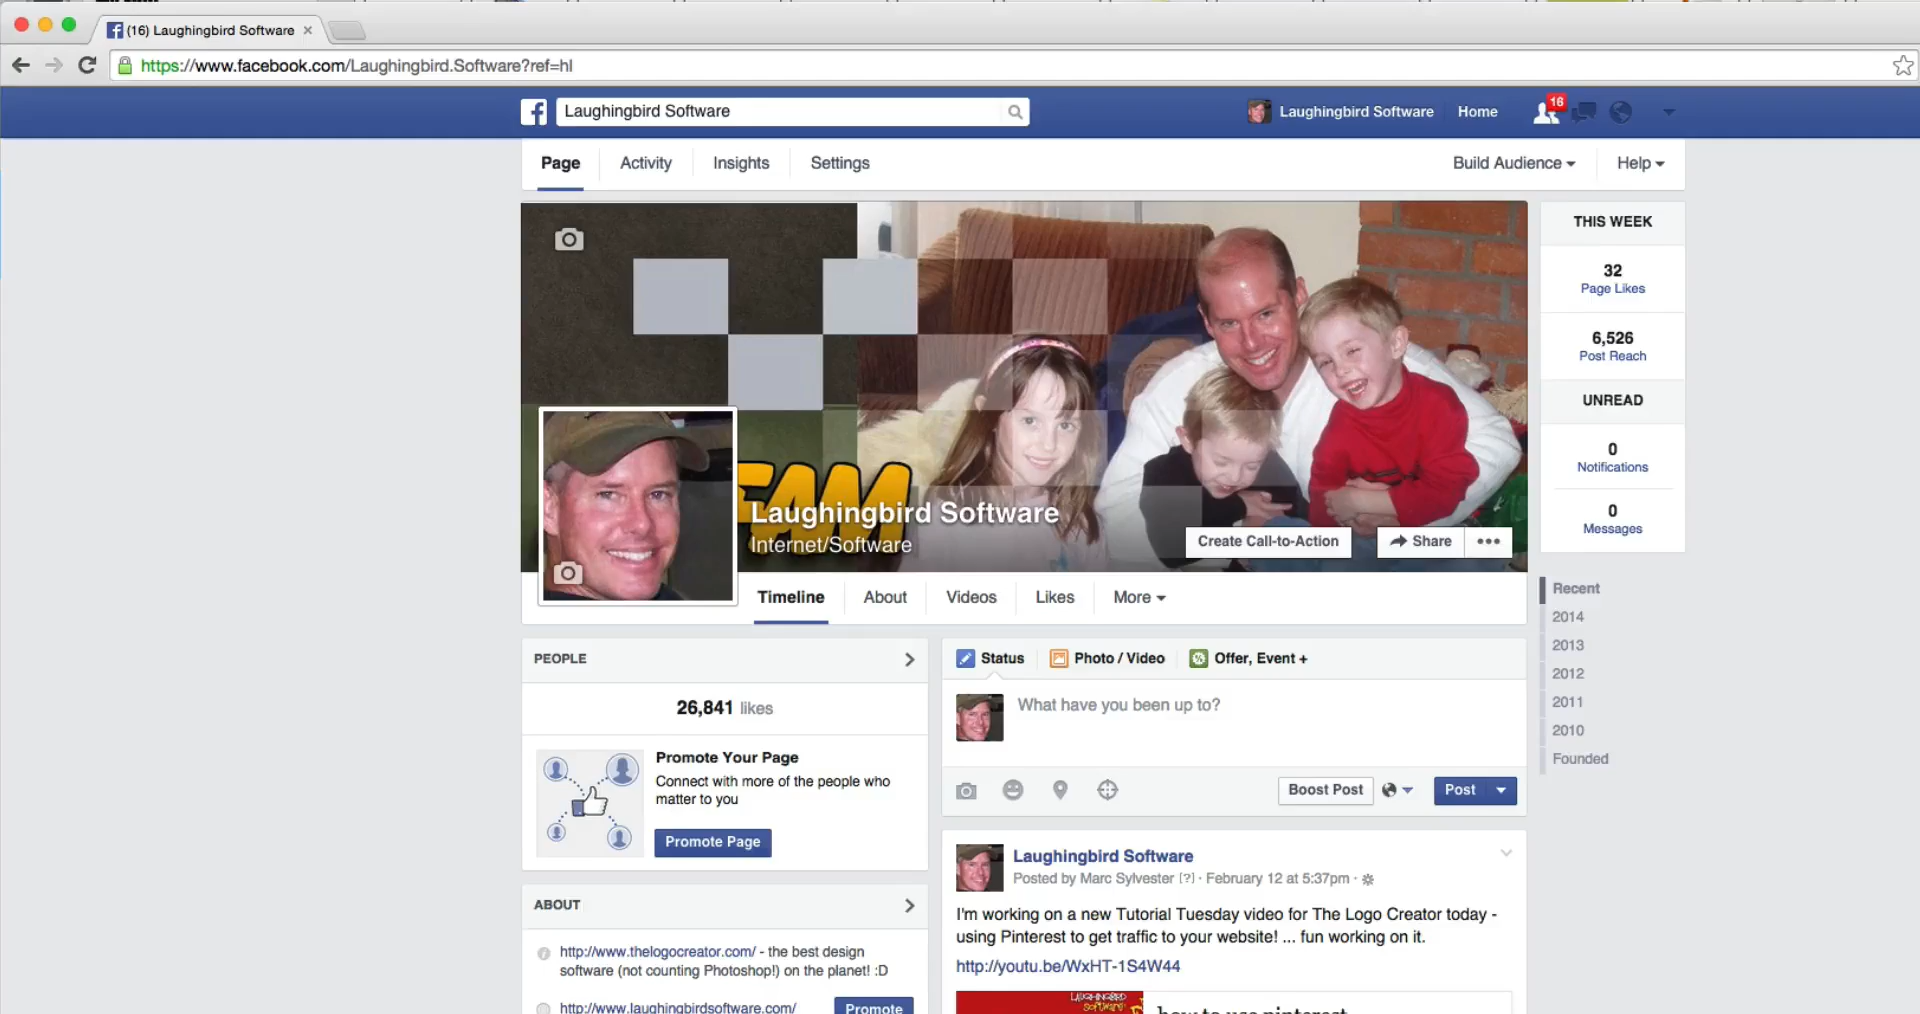 (16) Laughingbird Software
https://www.facebook.com/Laughingbird.Software?ref=hl
Laughingbird Software
Laughingbird Software
Home
16
Page
Activity
Insights
Settings
Build Audience
Help
THIS WEEK
32
Page Likes
6,526
Post Reach
UNREAD
0
Notifications
0
Messages
Laughingbird Software
Internet/Software
Create Call-to-Action
Share
Timeline
About
Videos
Likes
More
Recent
2014
2013
2012
2011
2010
Founded
PEOPLE
26,841 likes
Promote Your Page
Connect with more of the people who
matter to you
Promote Page
ABOUT
http://www.thelogocreator.com/ - the best design
software (not counting Photoshop!) on the planet! :D
http://www.laughingbirdsoftware.com/
Promote
Status
Photo / Video
Offer, Event +
What have you been up to?
Boost Post
Post
Laughingbird Software
Posted by Marc Sylvester [?] · February 12 at 5:37pm ·
I'm working on a new Tutorial Tuesday video for The Logo Creator today -
using Pinterest to get traffic to your website! ... fun working on it.
http://youtu.be/WxHT-1S4W44
LAUGHINGBIRD
SOFTWARE
how to use pinterest